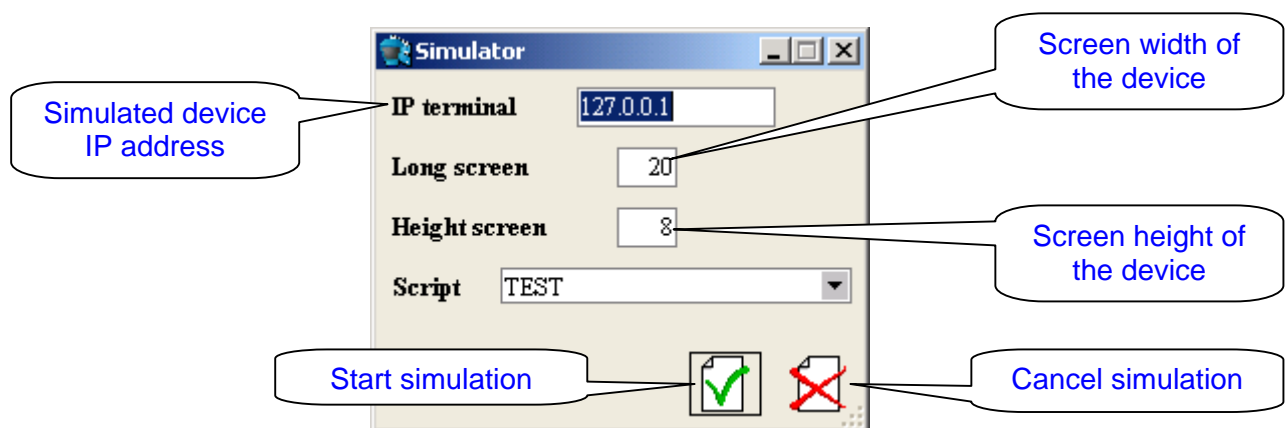 Simulator
Screen width of
the device
Simulated device
IP address
IP terminal
127.0.0.1
Long screen
20
Height screen
8
Screen height of
the device
Script
TEST
Start simulation
Cancel simulation